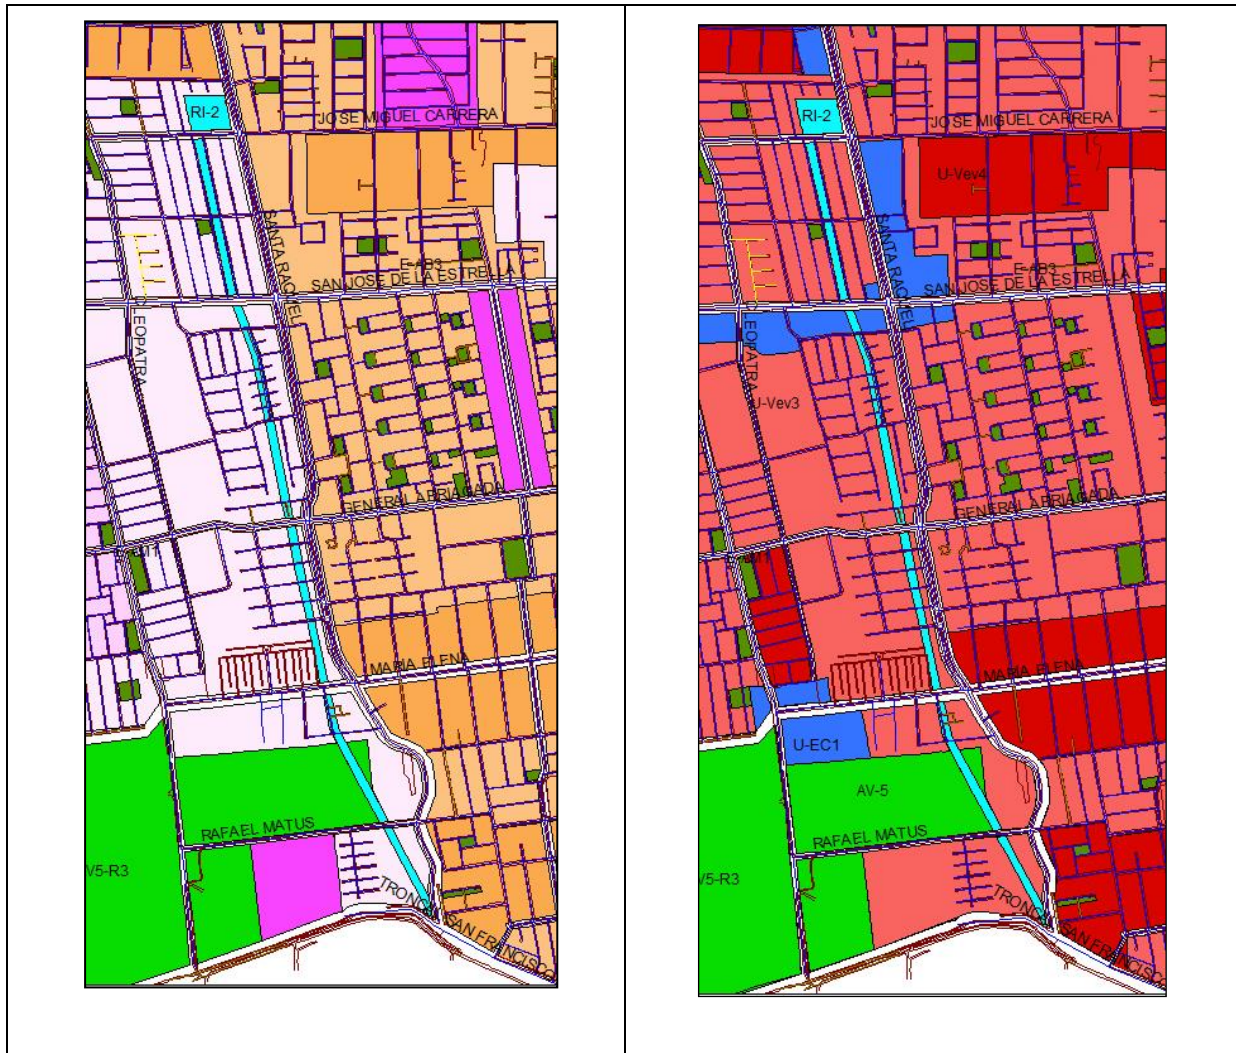 RI-2
JOSE MIGUEL CARRERA
SANTA RAQUEL
E-AB3
SAN JOSE DE LA ESTRELLA
CLEOPATRA
GENERAL ARRIAGADA
MARIA ELENA
RAFAEL MATUS
V5-R3
TRONCAL SAN FRANCISCO
RI-2
JOSE MIGUEL CARRERA
U-Vev4
SANTA RAQUEL
E-AB3
SAN JOSE DE LA ESTRELLA
CLEOPATRA
U-Vev3
GENERAL ARRIAGADA
MARIA ELENA
U-EC1
AV-5
RAFAEL MATUS
V5-R3
TRONCAL SAN FRANCISCO